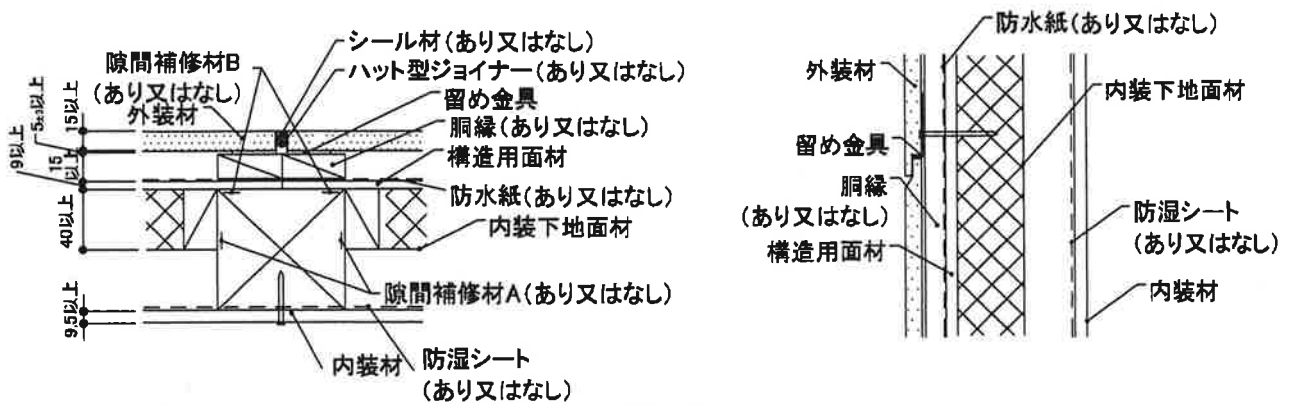 シール材(あり又はなし)
ハット型ジョイナー(あり又はなし)
留め金具
胴縁(あり又はなし)
構造用面材
防水紙(あり又はなし)
内装下地面材
隙間補修材A(あり又はなし)
防湿シート
(あり又はなし)
内装材
隙間補修材B
(あり又はなし)
外装材
15以上
5±3以上
15
以上
9以上
40以上
9.5以上
防水紙(あり又はなし)
外装材
内装下地面材
留め金具
胴縁
(あり又はなし)
構造用面材
防湿シート
(あり又はなし)
内装材